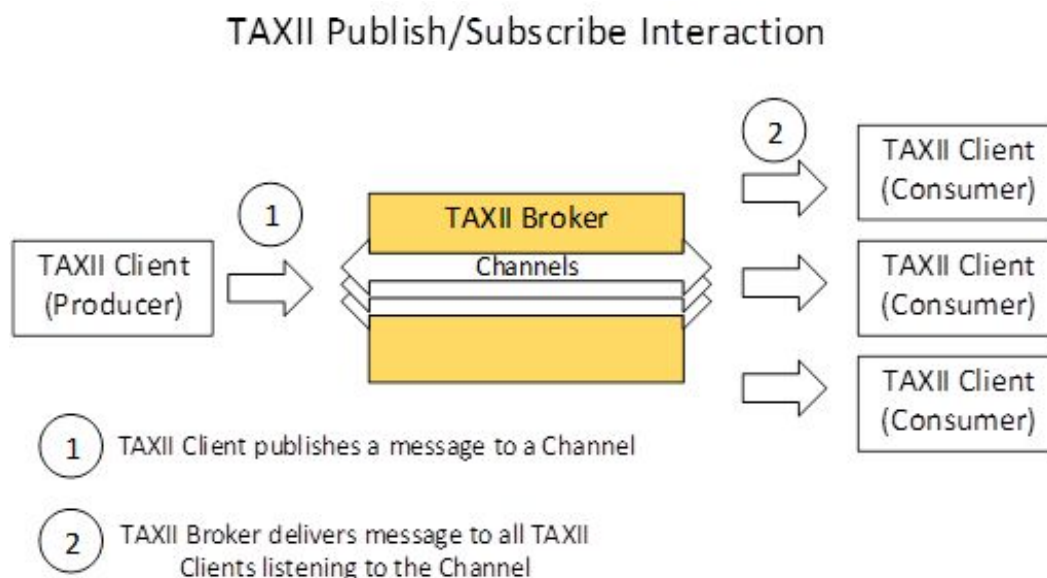 TAXII Publish/Subscribe Interaction
1
2
TAXII Client
(Producer)
TAXII Broker
Channels
TAXII Client
(Consumer)
TAXII Client
(Consumer)
TAXII Client
(Consumer)
1
TAXII Client publishes a message to a Channel
2
TAXII Broker delivers message to all TAXII
Clients listening to the Channel